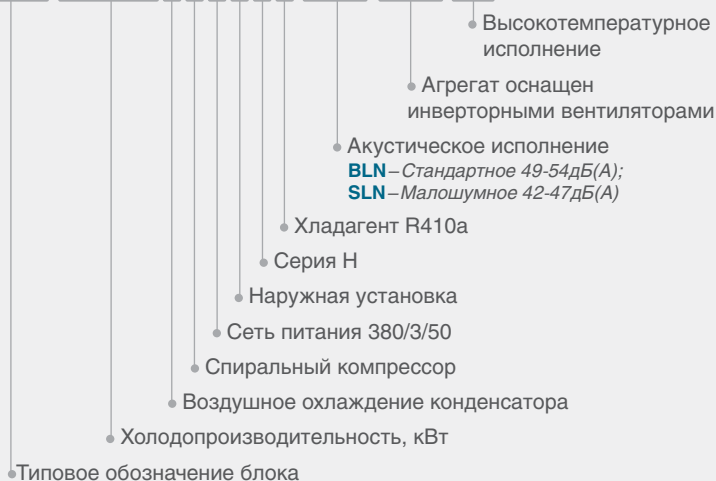 Высокотемпературное
исполнение
Агрегат оснащен
инверторными вентиляторами
Акустическое исполнение
BLN – Стандартное 49-54дБ(А);
SLN – Малошумное 42-47дБ(А)
Хладагент R410a
Серия H
Наружная установка
Сеть питания 380/3/50
Спиральный компрессор
Воздушное охлаждение конденсатора
Холодопроизводительность, кВт
Типовое обозначение блока